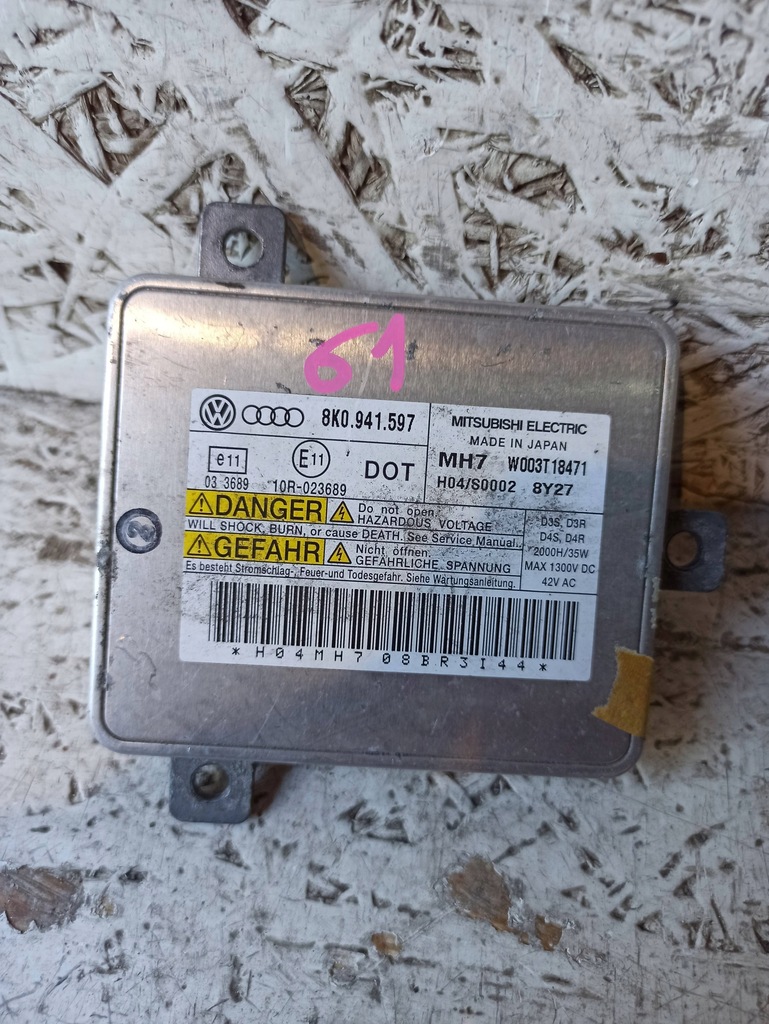 61
8K0.941.597
MITSUBISHI ELECTRIC
MADE IN JAPAN
MH7 W003T18471
H04/S0002 8Y27
e11
E11
DOT
03 3689 10R-023689
DANGER
Do not open.
HAZARDOUS VOLTAGE
WILL SHOCK, BURN, or cause DEATH. See Service Manual.
GEFAHR
Nicht öffnen.
GEFÄHRLICHE SPANNUNG
Es besteht Stromschlag-, Feuer-und Todesgefahr. Siehe Wartungsanleitung.
D3S, D3R
D4S, D4R
2000H/35W
MAX 1300V DC
42V AC
*H04MH708BR3I44*